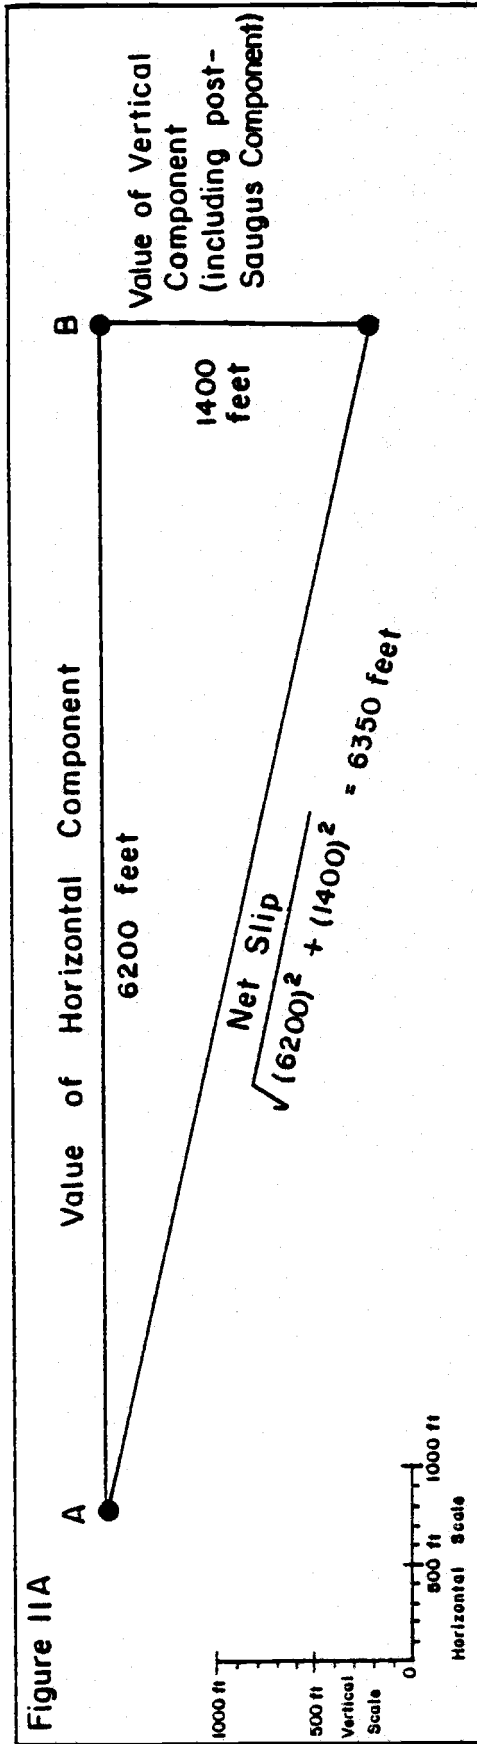 Figure 11A
A
Value of Horizontal Component
6200 feet
B
Value of Vertical
Component
(including post-
Saugus Component)
1400
feet
Net Slip
√(6200)² + (1400)² = 6350 feet
1000 ft
500 ft
Vertical
Scale
0
500 ft
1000 ft
Horizontal Scale